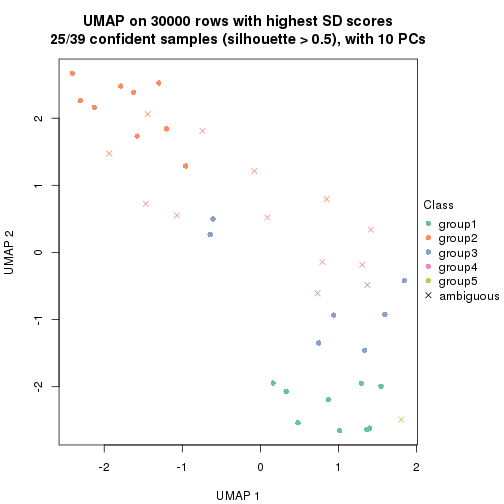 UMAP on 30000 rows with highest SD scores
25/39 confident samples (silhouette > 0.5), with 10 PCs
UMAP 2
2
1
0
-1
-2
-2
-1
0
1
2
UMAP 1
Class
group1
group2
group3
group4
group5
ambiguous